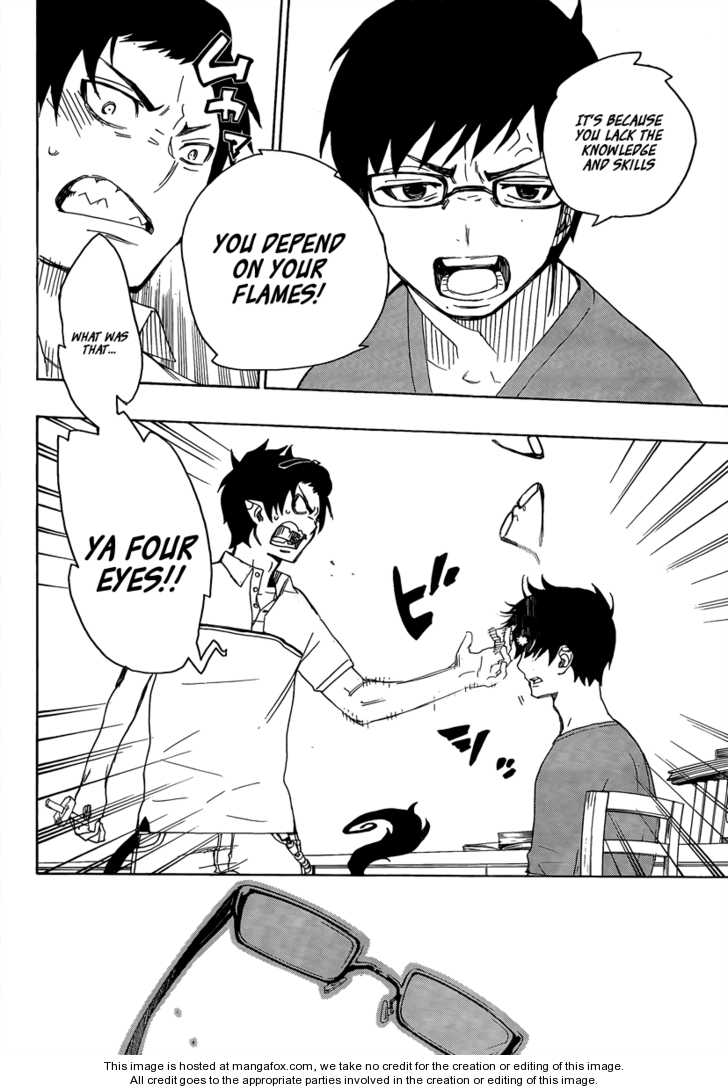 IT'S BECAUSE
YOU LACK THE
KNOWLEDGE
AND SKILLS
YOU DEPEND
ON YOUR
FLAMES!
WHAT WAS
THAT...
YA FOUR
EYES!!
ビ
This image is hosted at mangafox.com, we take no credit for the creation or editing of this image.
All credit goes to the appropriate parties involved in the creation and editing of this image.